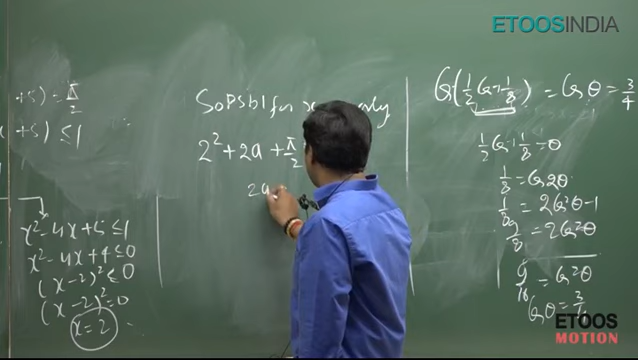 ETOOSINDIA
+5) = π/2
+5) ≤ 1
x² - 4x + 5 ≤ 1
x² - 4x + 4 ≤ 0
(x - 2)² ≤ 0
(x - 2)² = 0
x = 2
So
for
2² + 2a + π/2
2a
Cos(1/2 Cos⁻¹ 1/8) = Cos θ = 3/4
1/2 Cos⁻¹ 1/8 = θ
1/8 = Cos 2θ
1/8 = 2Cos²θ - 1
9/8 = 2Cos²θ
9/16 = Cos²θ
Cos θ = 3/4
ETOOS
MOTION